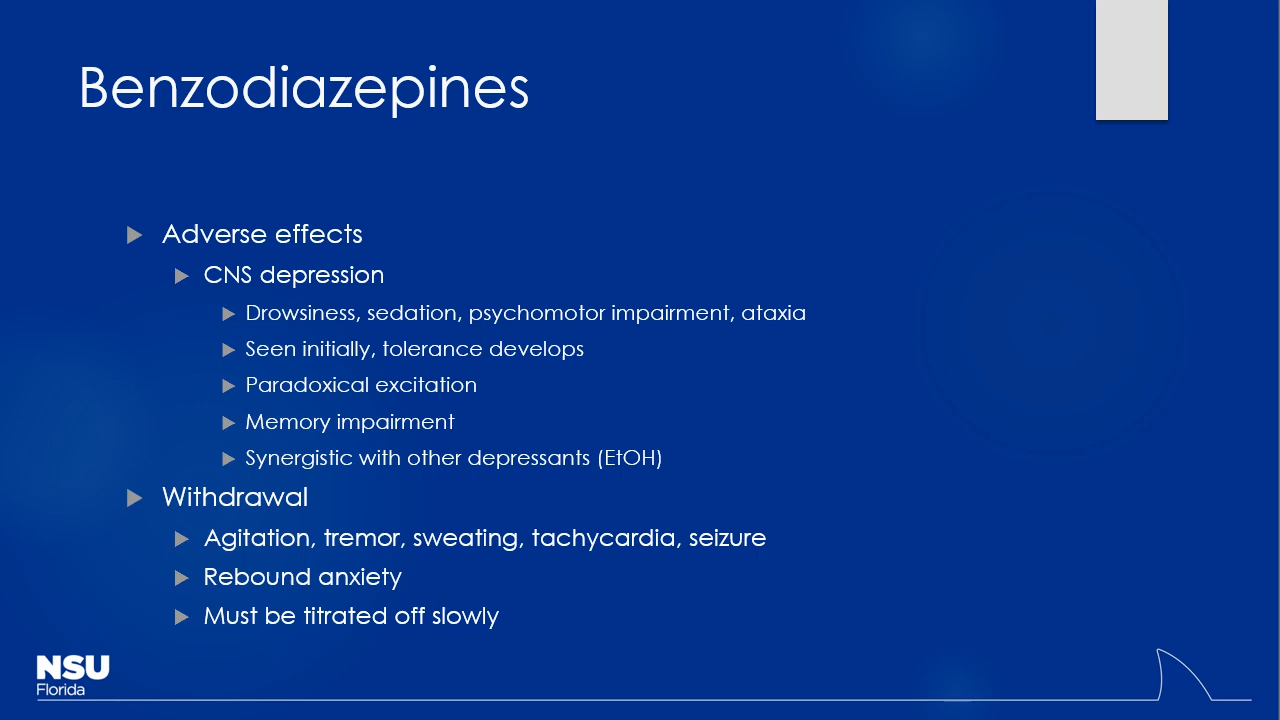 Benzodiazepines
Adverse effects
CNS depression
Drowsiness, sedation, psychomotor impairment, ataxia
Seen initially, tolerance develops
Paradoxical excitation
Memory impairment
Synergistic with other depressants (EtOH)
Withdrawal
Agitation, tremor, sweating, tachycardia, seizure
Rebound anxiety
Must be titrated off slowly
NSU
Florida